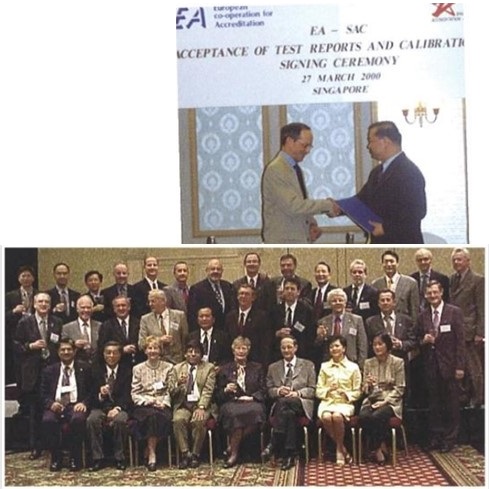 EA
European
co-operation for
Accreditation
ACCREDITATION
EA – SAC
ACCEPTANCE OF TEST REPORTS AND CALIBRATIO
SIGNING CEREMONY
27 MARCH 2000
SINGAPORE